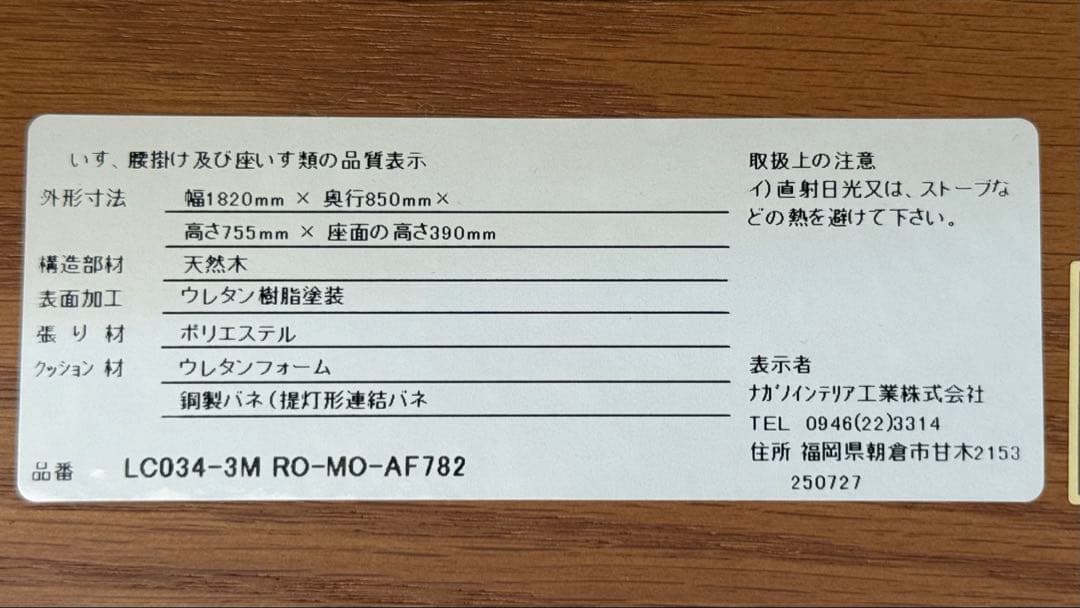 いす、腰掛け及び座いす類の品質表示
外形寸法 幅1820mm × 奥行850mm×
高さ755mm × 座面の高さ390mm
構造部材 天然木
表面加工 ウレタン樹脂塗装
張り材 ポリエステル
クッション材 ウレタンフォーム
鋼製バネ(提灯形連結バネ
品番 LC034-3M RO-MO-AF782
取扱上の注意
イ)直射日光又は、ストーブな
どの熱を避けて下さい。
表示者
ナガノインテリア工業株式会社
TEL 0946(22)3314
住所 福岡県朝倉市甘木2153
250727